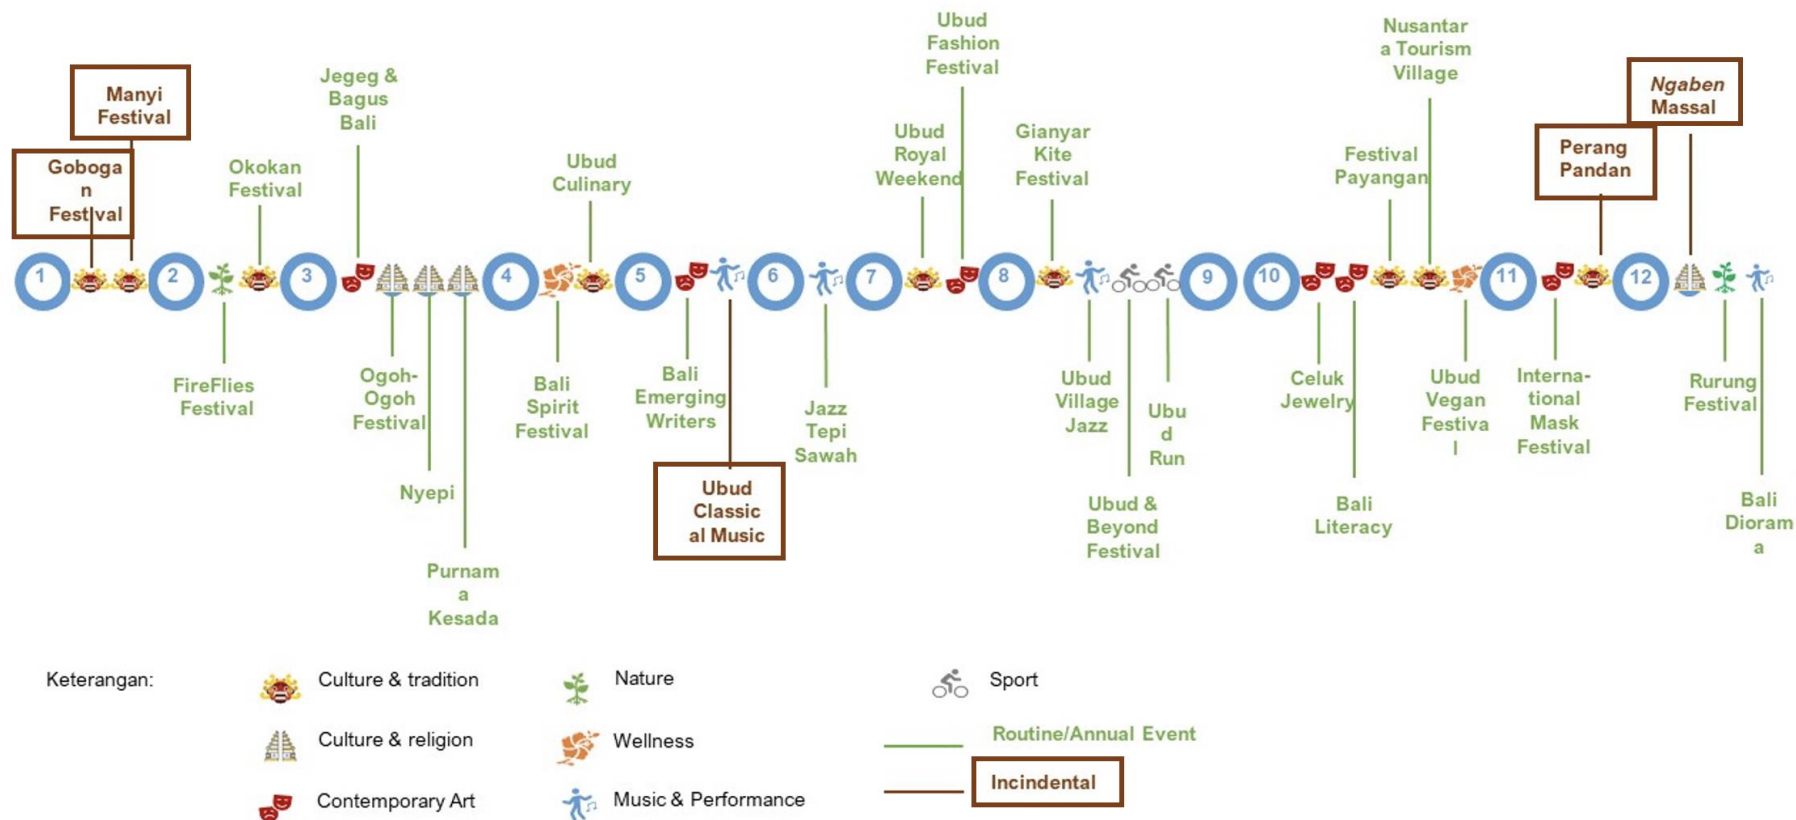 Manyi
Festival
Goboga
n
Festival
Okokan
Festival
Jegeg &
Bagus
Bali
Ubud
Culinary
Ubud
Royal
Weekend
Ubud
Fashion
Festival
Gianyar
Kite
Festival
Festival
Payangan
Nusantar
a Tourism
Village
Perang
Pandan
Ngaben
Massal
1
2
3
4
5
6
7
8
9
10
11
12
FireFlies
Festival
Ogoh-
Ogoh
Festival
Nyepi
Purnam
a
Kesada
Bali
Spirit
Festival
Bali
Emerging
Writers
Ubud
Classic
al Music
Jazz
Tepi
Sawah
Ubud
Village
Jazz
Ubud &
Beyond
Festival
Ubu
d
Run
Celuk
Jewelry
Bali
Literacy
Ubud
Vegan
Festiva
l
Interna-
tional
Mask
Festival
Rurung
Festival
Bali
Dioram
a
Keterangan:
Culture & tradition
Culture & religion
Contemporary Art
Nature
Wellness
Music & Performance
Sport
Routine/Annual Event
Incindental